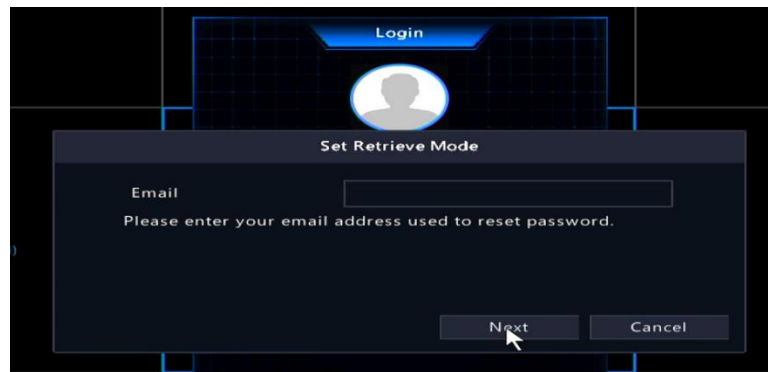 Login
Set Retrieve Mode
Email
Please enter your email address used to reset password.
)
Next
Cancel